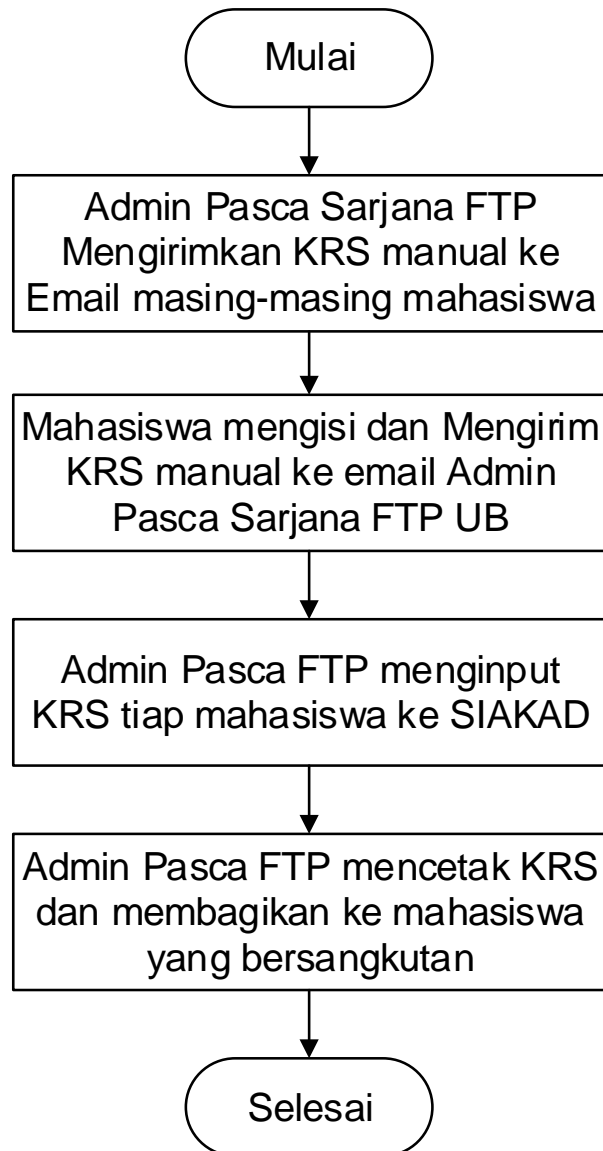 Mulai
Admin Pasca Sarjana FTP
Mengirimkan KRS manual ke
Email masing-masing mahasiswa
Mahasiswa mengisi dan Mengirim
KRS manual ke email Admin
Pasca Sarjana FTP UB
Admin Pasca FTP menginput
KRS tiap mahasiswa ke SIAKAD
Admin Pasca FTP mencetak KRS
dan membagikan ke mahasiswa
yang bersangkutan
Selesai